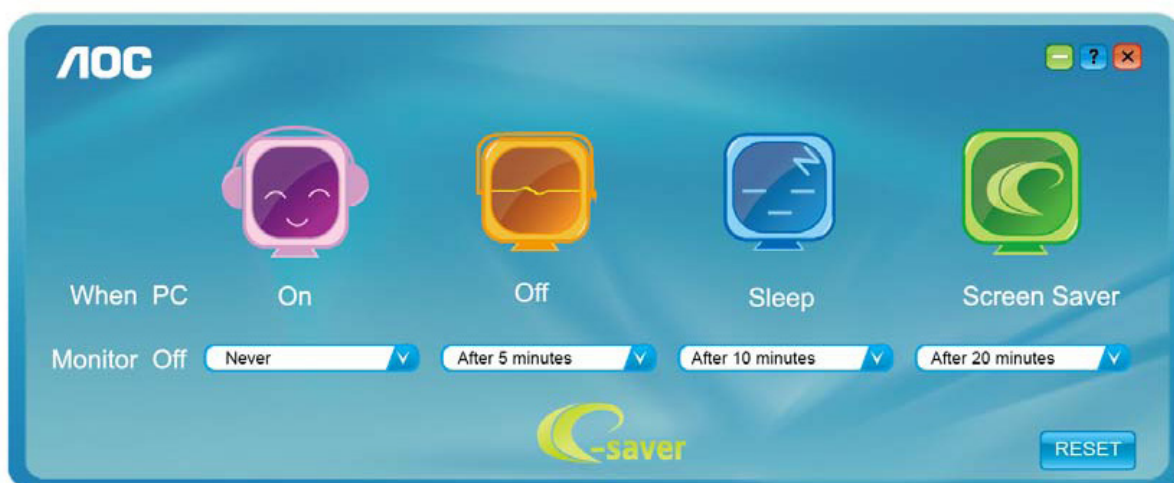 AOC
?
When PC On Off Sleep Screen Saver
Monitor Off Never After 5 minutes After 10 minutes After 20 minutes
e-saver
RESET